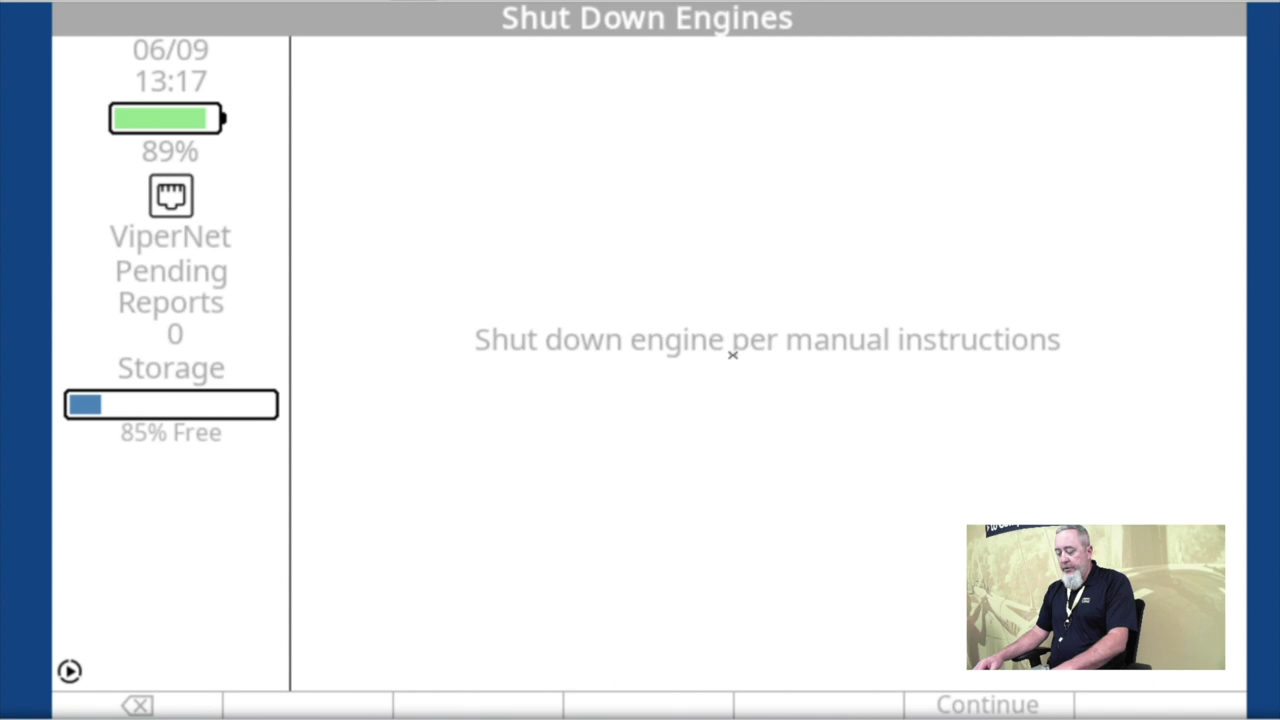 Shut Down Engines
06/09
13:17
89%
ViperNet
Pending
Reports
0
Storage
85% Free
Shut down engine per manual instructions
Continue